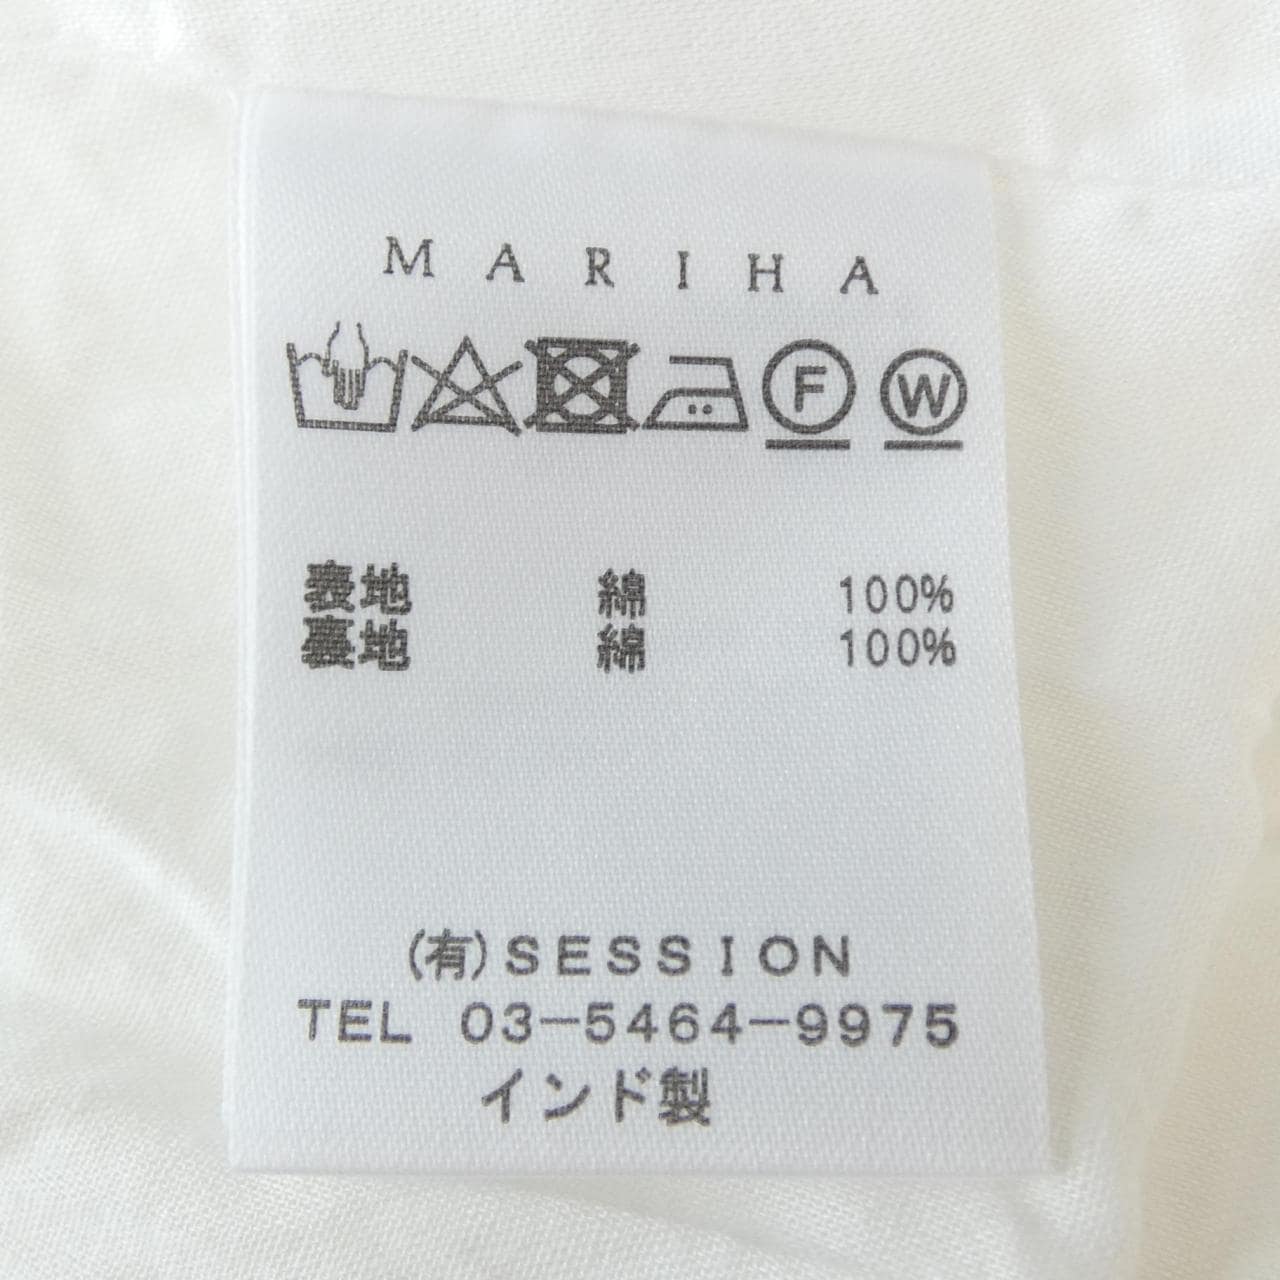 MARIHA
F W
表地 綿 100%
裏地 綿 100%
(有)SESSION
TEL 03-5464-9975
インド製